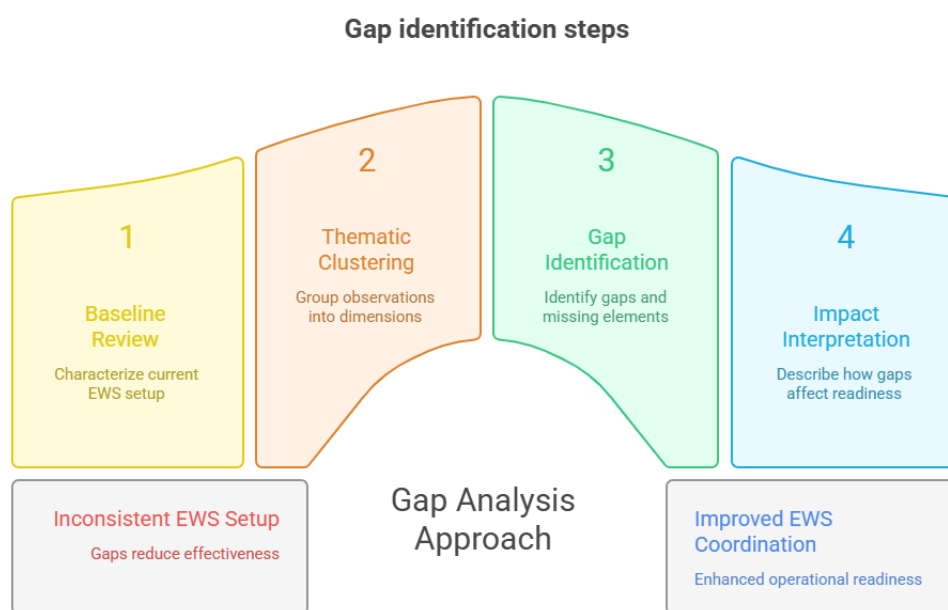 Gap identification steps
1
Baseline
Review
Characterize current
EWS setup
2
Thematic
Clustering
Group observations
into dimensions
3
Gap
Identification
Identify gaps and
missing elements
4
Impact
Interpretation
Describe how gaps
affect readiness
Inconsistent EWS Setup
Gaps reduce effectiveness
Gap Analysis
Approach
Improved EWS
Coordination
Enhanced operational readiness